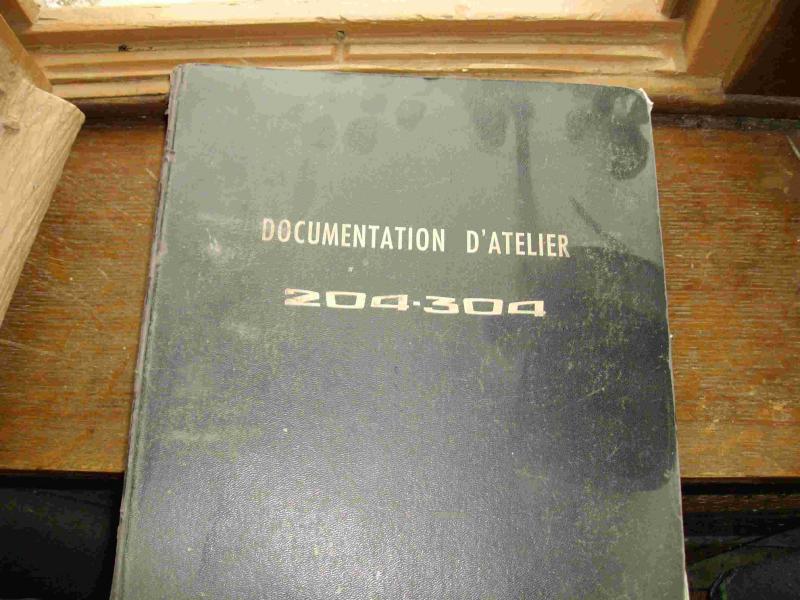 DOCUMENTATION D'ATELIER
204-304